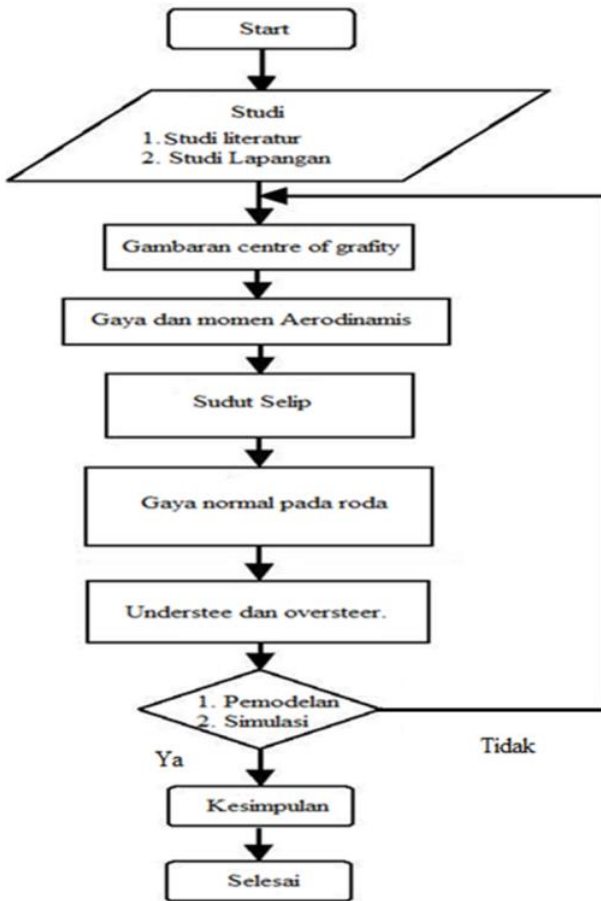 Start
Studi
1. Studi literatur
2. Studi Lapangan
Gambaran centre of grafity
Gaya dan momen Aerodinamis
Sudut Selip
Gaya normal pada roda
Understee dan oversteer.
1. Pemodelan
2. Simulasi
Tidak
Ya
Kesimpulan
Selesai